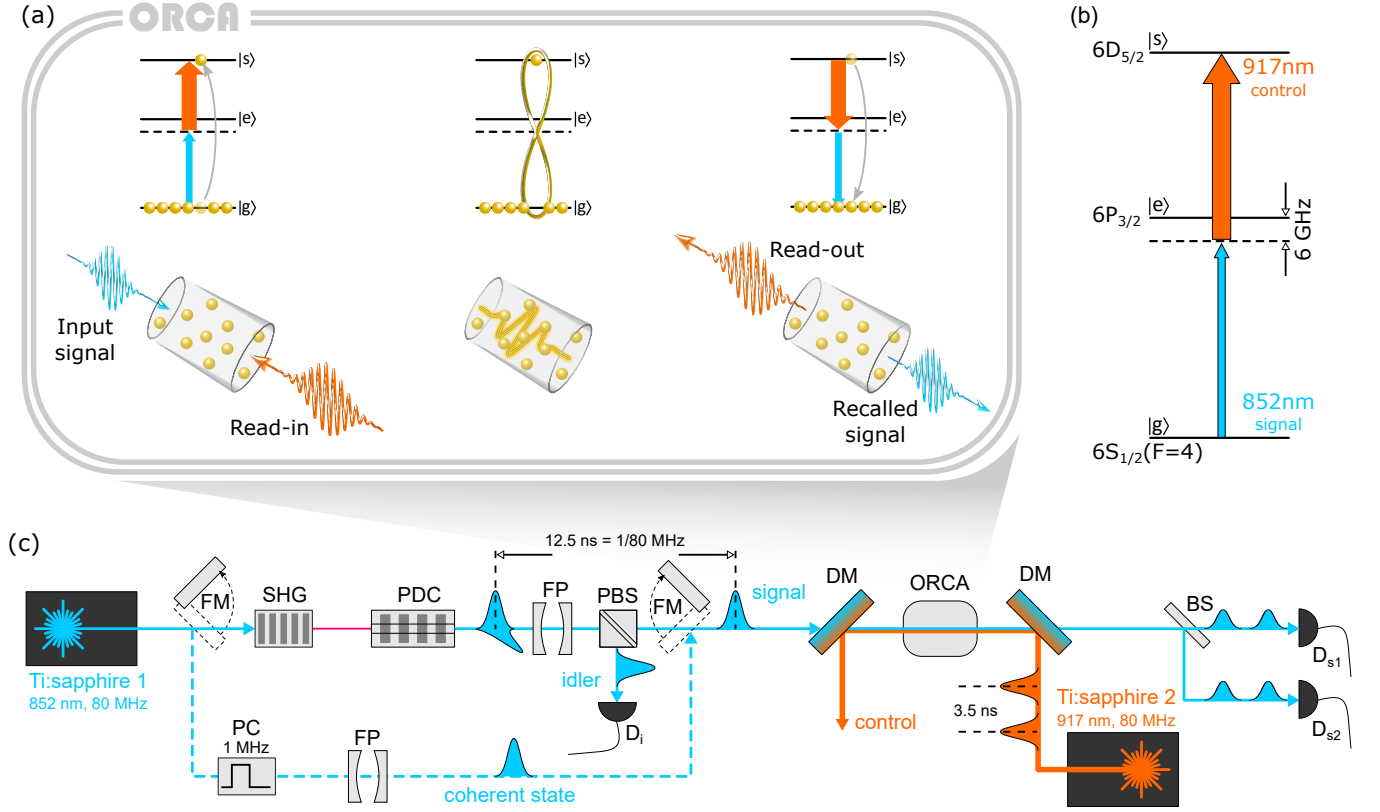 (a)
ORCA
|s⟩
|e⟩
|g⟩
|s⟩
|e⟩
|g⟩
|s⟩
|e⟩
|g⟩
Input
signal
Read-in
Read-out
Recalled
signal
(b)
|s⟩
6D5/2
917nm
control
|e⟩
6P3/2
6 GHz
852nm
signal
|g⟩
6S1/2(F=4)
(c)
12.5 ns = 1/80 MHz
FM
SHG
PDC
FP
PBS
FM
signal
DM
ORCA
DM
BS
Ds1
Ti:sapphire 1
852 nm, 80 MHz
idler
Di
control
3.5 ns
Ti:sapphire 2
917 nm, 80 MHz
Ds2
PC
1 MHz
FP
coherent state